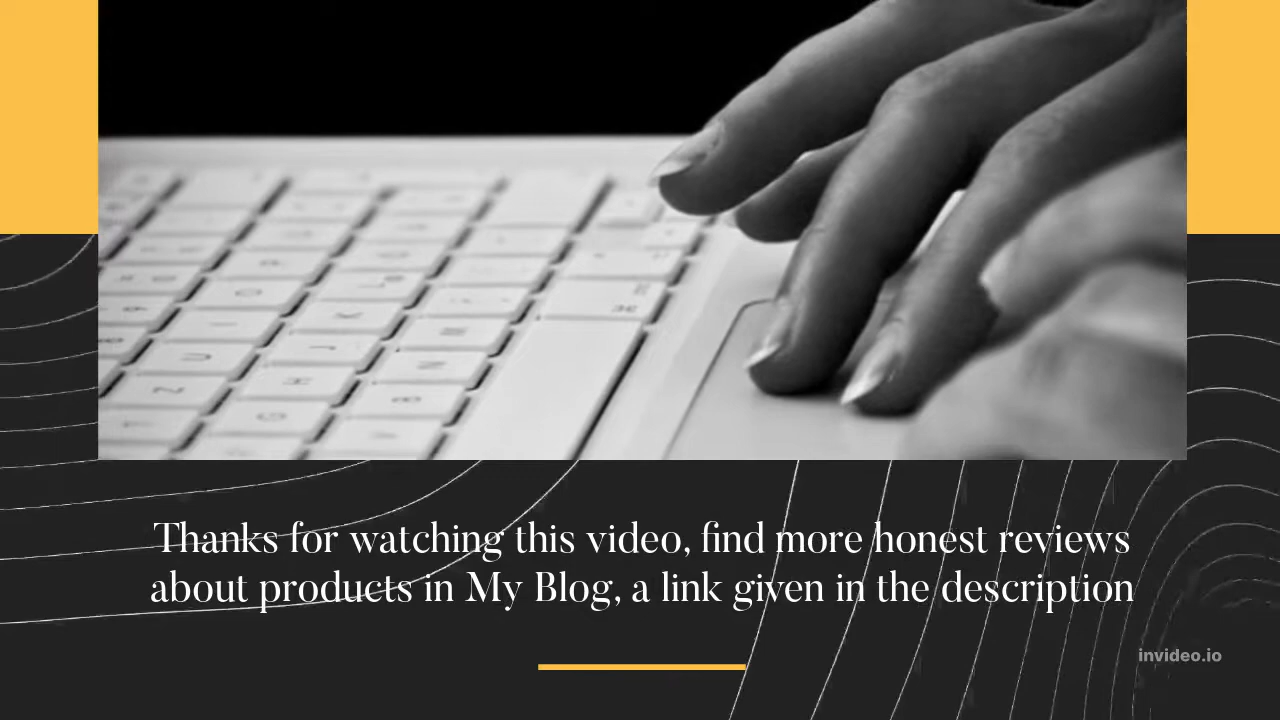 Thanks for watching this video, find more honest reviews
about products in My Blog, a link given in the description
invideo.io